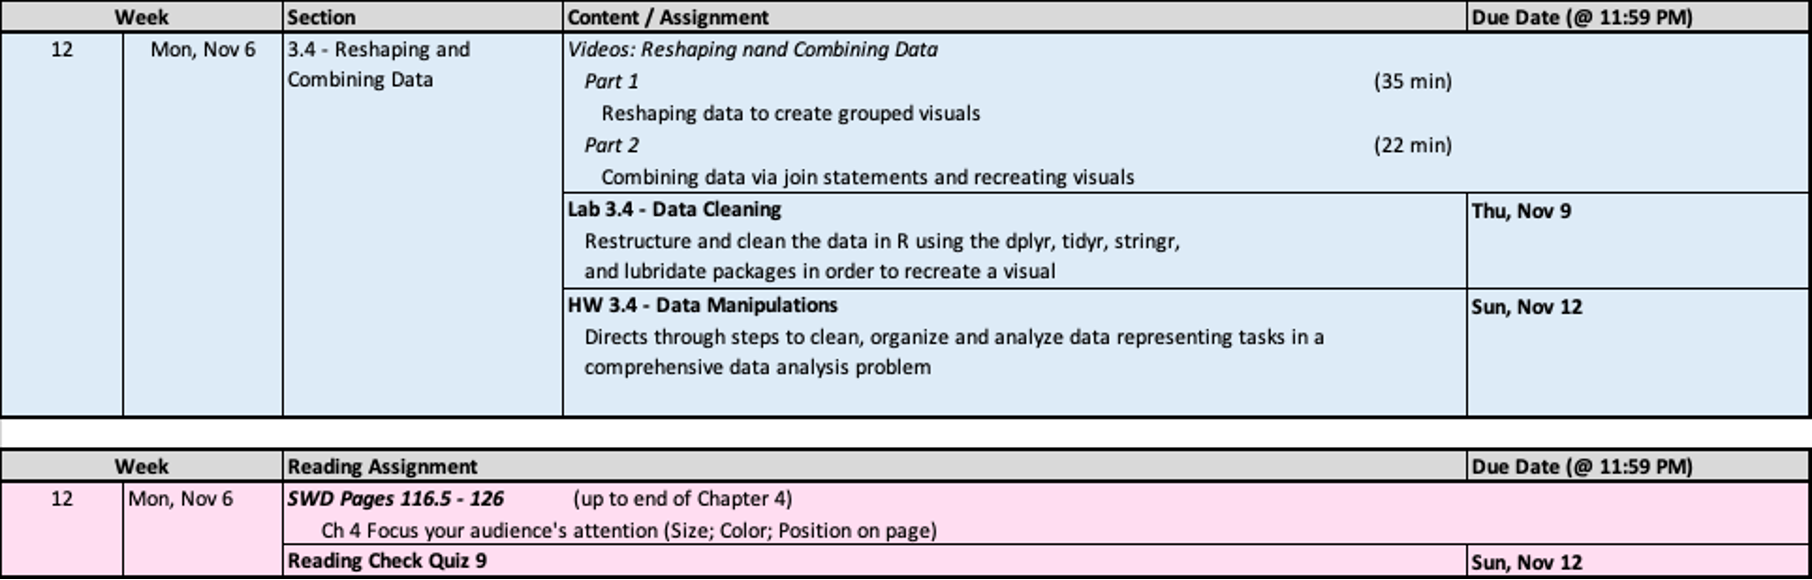 Week Section Content / Assignment Due Date (@ 11:59 PM)
12 Mon, Nov 6 3.4 - Reshaping and Videos: Reshaping nand Combining Data
Combining Data Part 1 (35 min)
Reshaping data to create grouped visuals
Part 2 (22 min)
Combining data via join statements and recreating visuals
Lab 3.4 - Data Cleaning Thu, Nov 9
Restructure and clean the data in R using the dplyr, tidyr, stringr,
and lubridate packages in order to recreate a visual
HW 3.4 - Data Manipulations Sun, Nov 12
Directs through steps to clean, organize and analyze data representing tasks in a
comprehensive data analysis problem
Week Reading Assignment Due Date (@ 11:59 PM)
12 Mon, Nov 6 SWD Pages 116.5 - 126 (up to end of Chapter 4)
Ch 4 Focus your audience's attention (Size; Color; Position on page)
Reading Check Quiz 9 Sun, Nov 12